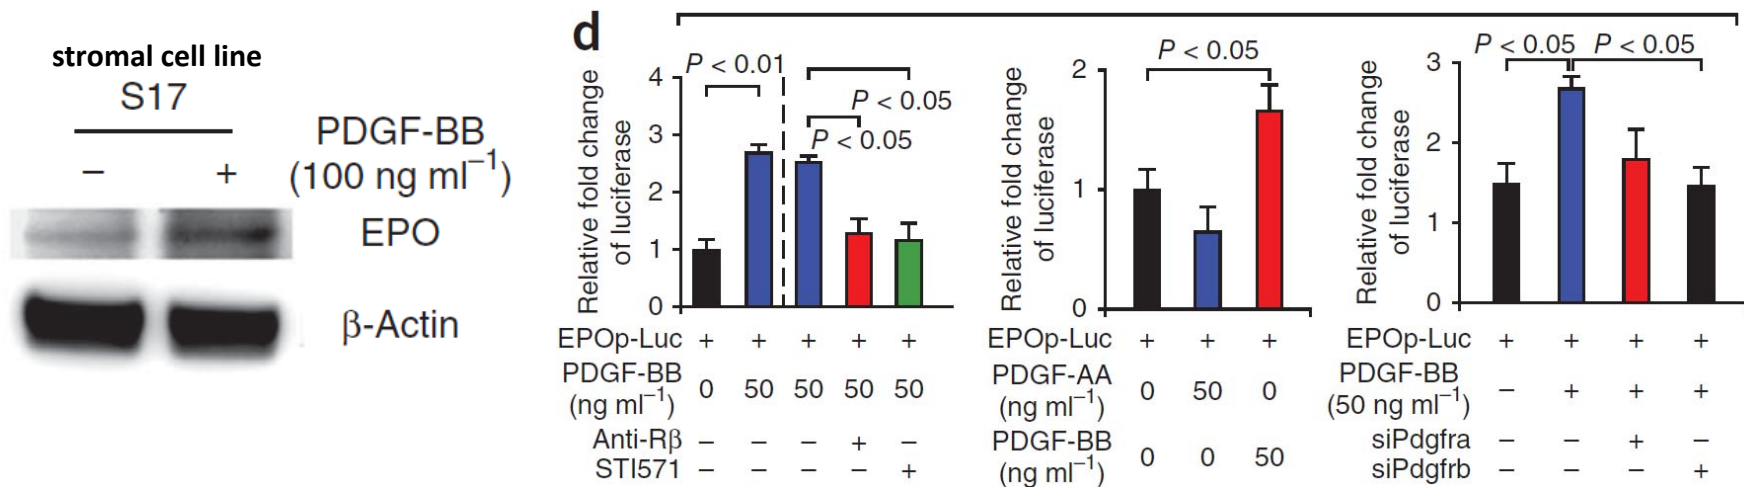 stromal cell line
S17
PDGF-BB
(100 ng ml⁻¹)
− +
EPO
β-Actin
d
Relative fold change
of luciferase
4
3
2
1
0
P < 0.01
P < 0.05
P < 0.05
EPOp-Luc + + + + +
PDGF-BB
(ng ml⁻¹)
0 50 50 50 50
Anti-Rβ − − − + −
STI571 − − − − +
Relative fold change
of luciferase
2
1
0
P < 0.05
EPOp-Luc + + +
PDGF-AA
(ng ml⁻¹)
0 50 0
PDGF-BB
(ng ml⁻¹)
0 0 50
Relative fold change
of luciferase
3
2
1
0
P < 0.05 P < 0.05
EPOp-Luc + + + +
PDGF-BB
(50 ng ml⁻¹)
− + + +
siPdgfra − − + −
siPdgfrb − − − +